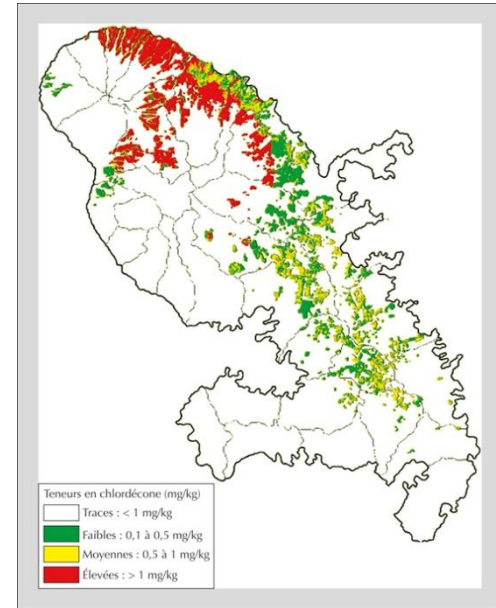 Teneurs en chlordécone (mg/kg)
Traces : < 1 mg/kg
Faibles : 0,1 à 0,5 mg/kg
Moyennes : 0,5 à 1 mg/kg
Élevées : > 1 mg/kg